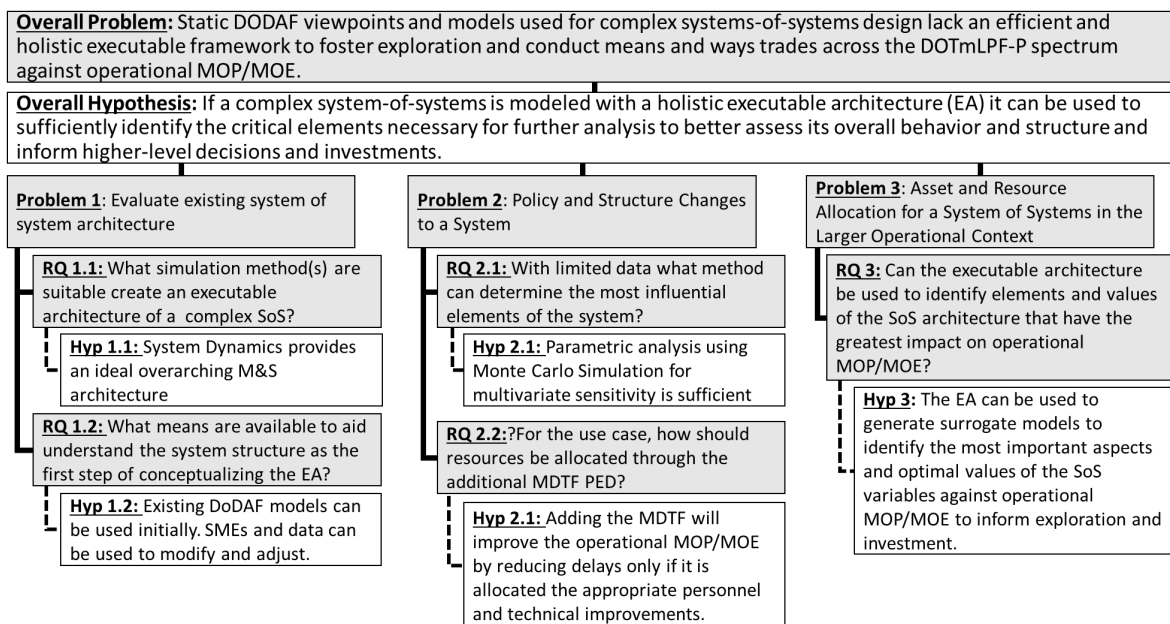 Overall Problem: Static DODAF viewpoints and models used for complex systems-of-systems design lack an efficient and
holistic executable framework to foster exploration and conduct means and ways trades across the DOTmLPF-P spectrum
against operational MOP/MOE.
Overall Hypothesis: If a complex system-of-systems is modeled with a holistic executable architecture (EA) it can be used to
sufficiently identify the critical elements necessary for further analysis to better assess its overall behavior and structure and
inform higher-level decisions and investments.
Problem 1: Evaluate existing system of
system architecture
RQ 1.1: What simulation method(s) are
suitable create an executable
architecture of a complex SoS?
Hyp 1.1: System Dynamics provides
an ideal overarching M&S
architecture
RQ 1.2: What means are available to aid
understand the system structure as the
first step of conceptualizing the EA?
Hyp 1.2: Existing DoDAF models can
be used initially. SMEs and data can
be used to modify and adjust.
Problem 2: Policy and Structure Changes
to a System
RQ 2.1: With limited data what method
can determine the most influential
elements of the system?
Hyp 2.1: Parametric analysis using
Monte Carlo Simulation for
multivariate sensitivity is sufficient
RQ 2.2:?For the use case, how should
resources be allocated through the
additional MDTF PED?
Hyp 2.1: Adding the MDTF will
improve the operational MOP/MOE
by reducing delays only if it is
allocated the appropriate personnel
and technical improvements.
Problem 3: Asset and Resource
Allocation for a System of Systems in the
Larger Operational Context
RQ 3: Can the executable architecture
be used to identify elements and values
of the SoS architecture that have the
greatest impact on operational
MOP/MOE?
Hyp 3: The EA can be used to
generate surrogate models to
identify the most important aspects
and optimal values of the SoS
variables against operational
MOP/MOE to inform exploration and
investment.